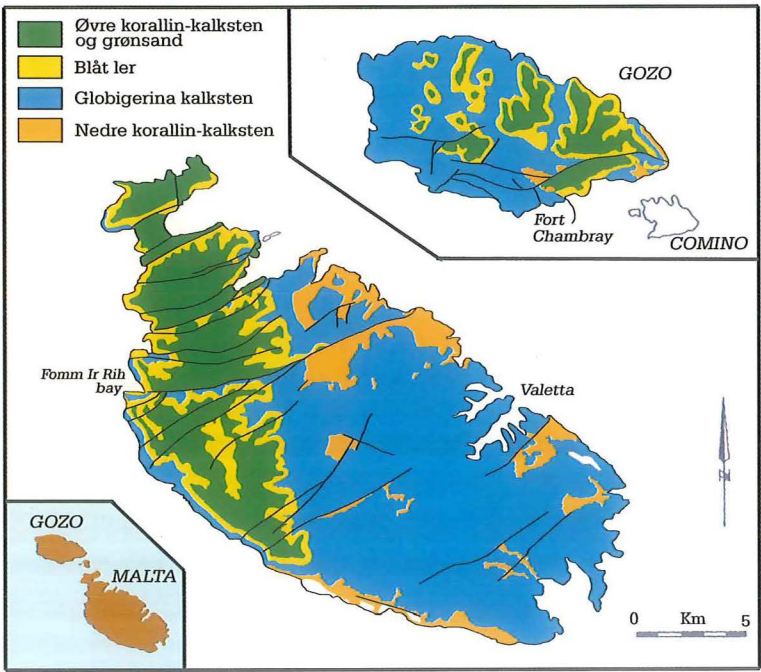 Øvre korallin-kalksten
og grønsand
Blåt ler
Globigerina kalksten
Nedre korallin-kalksten
GOZO
Fort
Chambray
COMINO
Fomm Ir Rih
bay
Valetta
N
GOZO
MALTA
0 Km 5